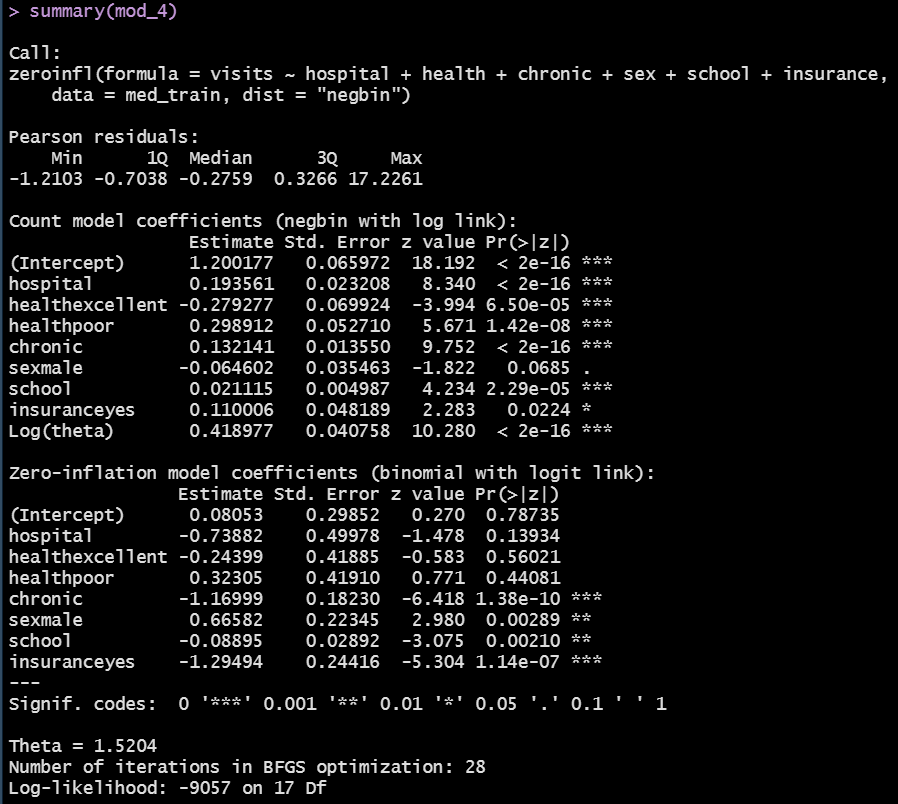 > summary(mod_4)

Call:
zeroinfl(formula = visits ~ hospital + health + chronic + sex + school + insurance,
    data = med_train, dist = "negbin")

Pearson residuals:
    Min      1Q  Median      3Q     Max
-1.2103 -0.7038 -0.2759  0.3266 17.2261

Count model coefficients (negbin with log link):
                 Estimate Std. Error z value Pr(>|z|)
(Intercept)      1.200177   0.065972  18.192  < 2e-16 ***
hospital         0.193561   0.023208   8.340  < 2e-16 ***
healthexcellent -0.279277   0.069924  -3.994 6.50e-05 ***
healthpoor       0.298912   0.052710   5.671 1.42e-08 ***
chronic          0.132141   0.013550   9.752  < 2e-16 ***
sexmale         -0.064602   0.035463  -1.822   0.0685 .
school           0.021115   0.004987   4.234 2.29e-05 ***
insuranceyes     0.110006   0.048189   2.283   0.0224 *
Log(theta)       0.418977   0.040758  10.280  < 2e-16 ***

Zero-inflation model coefficients (binomial with logit link):
                Estimate Std. Error z value Pr(>|z|)
(Intercept)      0.08053    0.29852   0.270  0.78735
hospital        -0.73882    0.49978  -1.478  0.13934
healthexcellent -0.24399    0.41885  -0.583  0.56021
healthpoor       0.32305    0.41910   0.771  0.44081
chronic         -1.16999    0.18230  -6.418 1.38e-10 ***
sexmale          0.66582    0.22345   2.980  0.00289 **
school          -0.08895    0.02892  -3.075  0.00210 **
insuranceyes    -1.29494    0.24416  -5.304 1.14e-07 ***
---
Signif. codes:  0 '***' 0.001 '**' 0.01 '*' 0.05 '.' 0.1 ' ' 1

Theta = 1.5204
Number of iterations in BFGS optimization: 28
Log-likelihood: -9057 on 17 Df